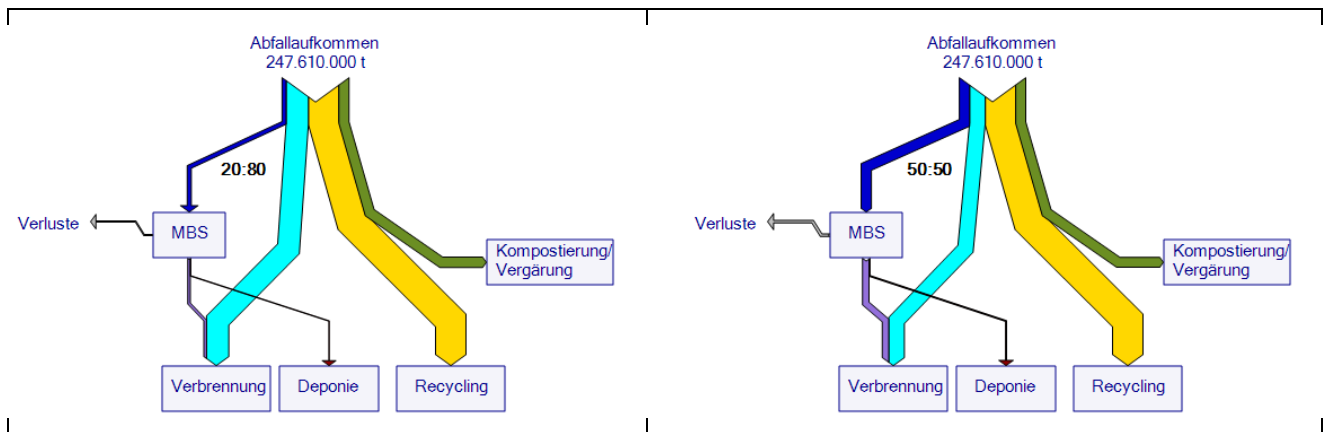 Abfallaufkommen
247.610.000 t
20:80
Verluste
MBS
Kompostierung/
Vergärung
Verbrennung
Deponie
Recycling
Abfallaufkommen
247.610.000 t
50:50
Verluste
MBS
Kompostierung/
Vergärung
Verbrennung
Deponie
Recycling